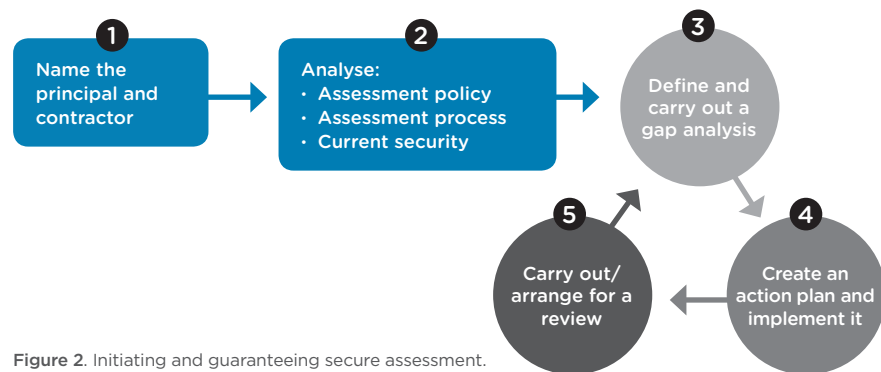 1
Name the
principal and
contractor
2
Analyse:
• Assessment policy
• Assessment process
• Current security
3
Define and
carry out a
gap analysis
4
Create an
action plan and
implement it
5
Carry out/
arrange for a
review
Figure 2. Initiating and guaranteeing secure assessment.